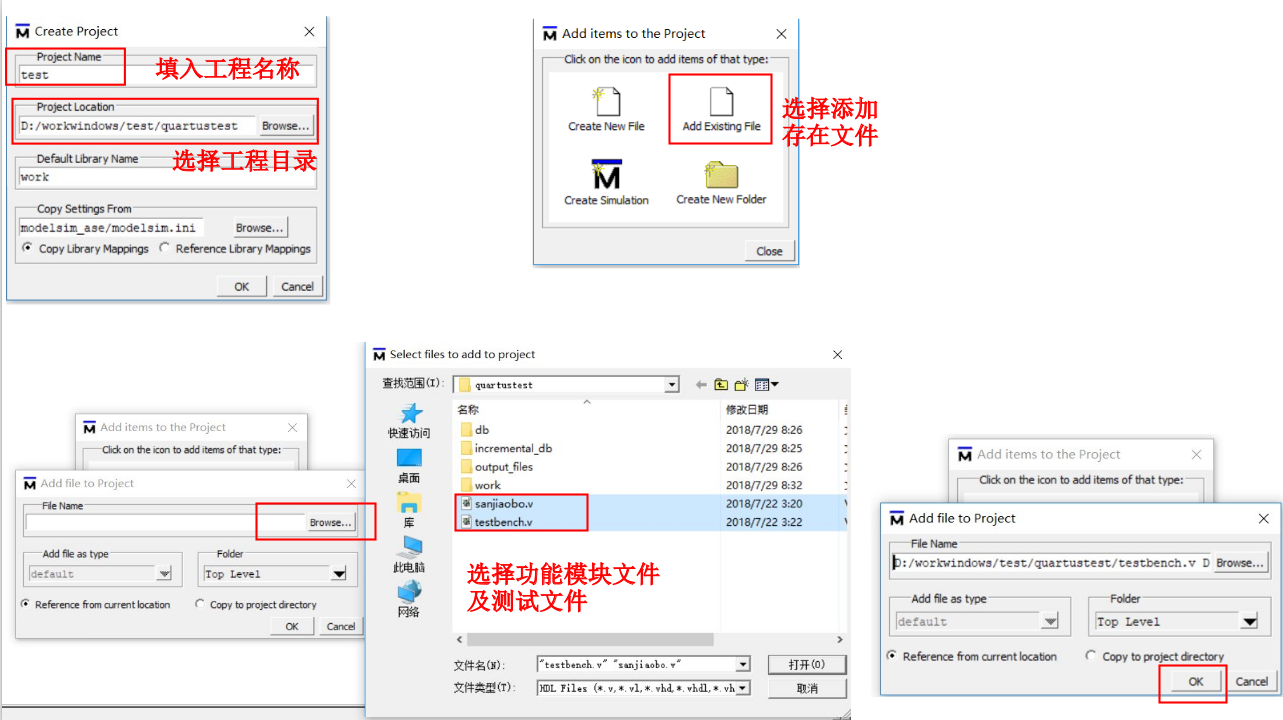 Create Project
Project Name
test
填入工程名称
Project Location
D:/workwindows/test/quartustest Browse...
选择工程目录
Default Library Name
work
Copy Settings From
modelsim_ase/modelsim.ini Browse...
Copy Library Mappings Reference Library Mappings
OK Cancel
Add items to the Project
Click on the icon to add items of that type:
Create New File Add Existing File
选择添加
存在文件
Create Simulation Create New Folder
Close
Add items to the Project
Click on the icon to add items of that type:
Add file to Project
File Name
Browse...
Add file as type Folder
default Top Level
Reference from current location Copy to project directory
OK Cancel
Select files to add to project
查找范围(I): quartustest
名称 修改日期
快速访问
桌面
库
此电脑
网络
db 2018/7/29 8:26
incremental_db 2018/7/29 8:25
output_files 2018/7/29 8:26
work 2018/7/29 8:32
sanjiaobo.v 2018/7/22 3:20
testbench.v 2018/7/22 3:22
选择功能模块文件
及测试文件
文件名(N): "testbench.v" "sanjiaobo.v" 打开(O)
文件类型(T): HDL Files (*.v,*.vl,*.vhd,*.vhdl,*.vh 取消
Add items to the Project
Click on the icon to add items of that type:
Add file to Project
File Name
D:/workwindows/test/quartustest/testbench.v D Browse...
Add file as type Folder
default Top Level
Reference from current location Copy to project directory
OK Cancel